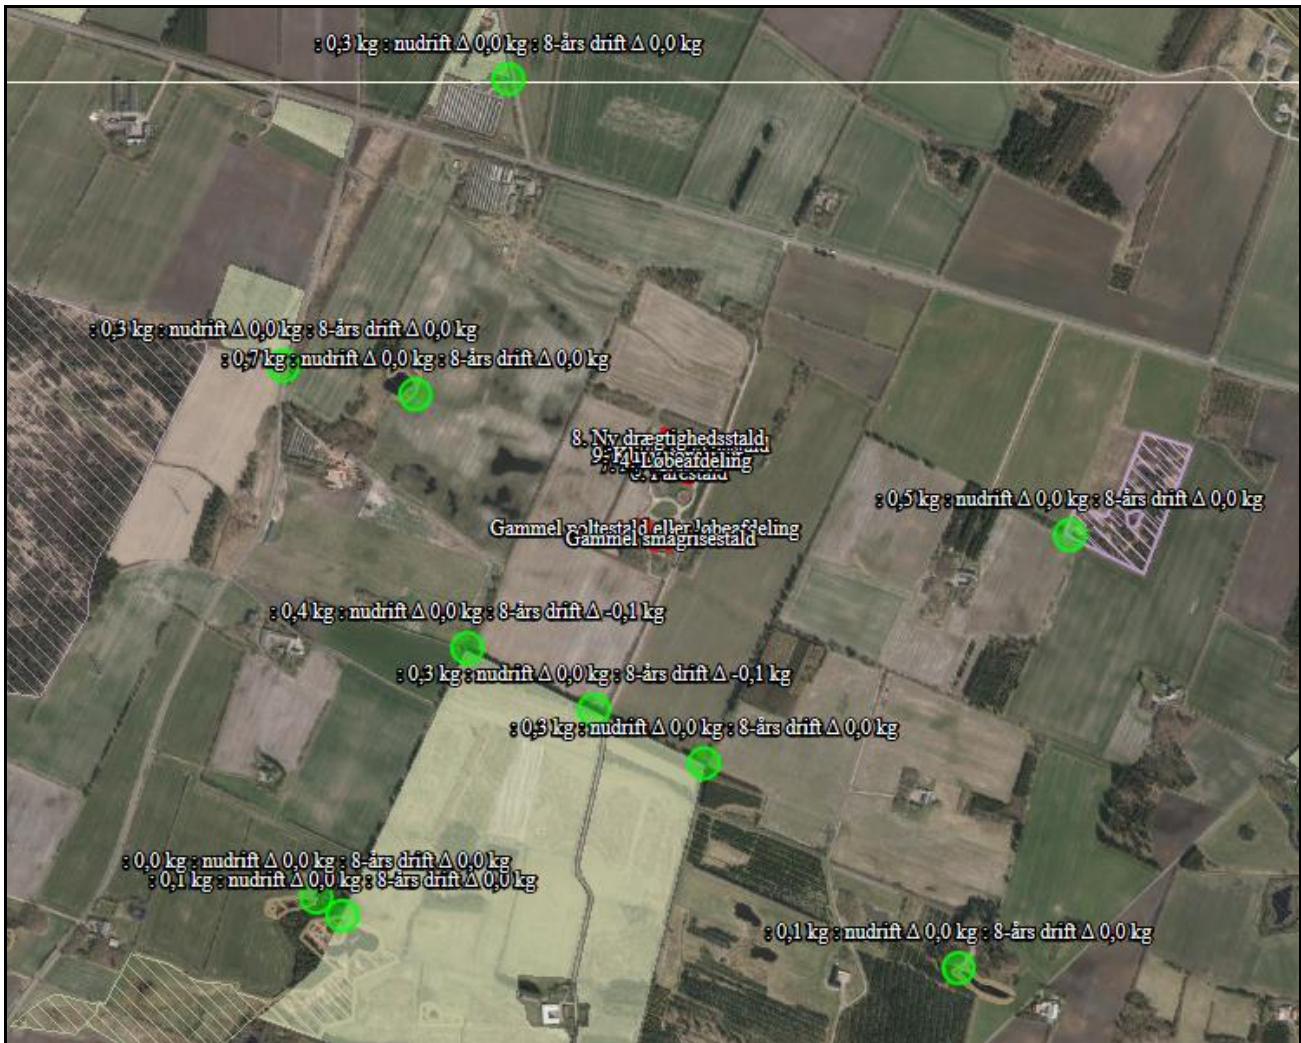 : 0,3 kg : nudrift Δ 0,0 kg : 8-års drift Δ 0,0 kg
: 0,3 kg : nudrift Δ 0,0 kg : 8-års drift Δ 0,0 kg
: 0,7 kg : nudrift Δ 0,0 kg : 8-års drift Δ 0,0 kg
8. Ny drægtighedsstald
4. Løbeafdeling
: 0,5 kg : nudrift Δ 0,0 kg : 8-års drift Δ 0,0 kg
Gammel poltestald eller løbeafdeling
Gammel smågrisestald
: 0,4 kg : nudrift Δ 0,0 kg : 8-års drift Δ -0,1 kg
: 0,3 kg : nudrift Δ 0,0 kg : 8-års drift Δ -0,1 kg
: 0,3 kg : nudrift Δ 0,0 kg : 8-års drift Δ 0,0 kg
: 0,0 kg : nudrift Δ 0,0 kg : 8-års drift Δ 0,0 kg
: 0,1 kg : nudrift Δ 0,0 kg : 8-års drift Δ 0,0 kg
: 0,1 kg : nudrift Δ 0,0 kg : 8-års drift Δ 0,0 kg